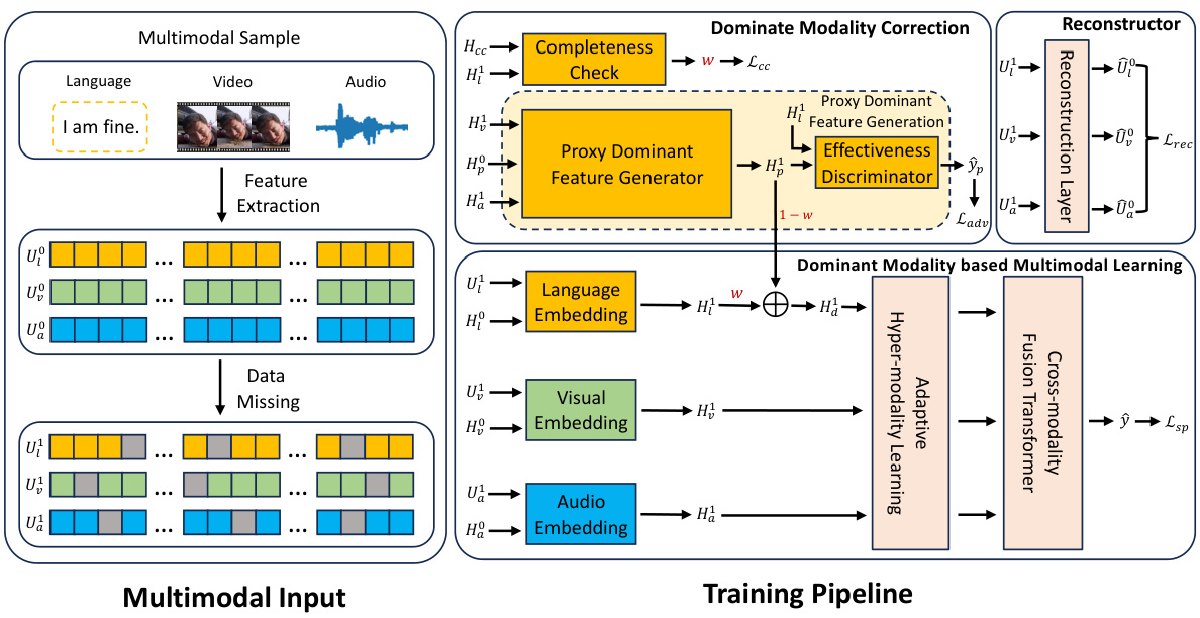 Multimodal Sample
Language
Video
Audio
I am fine.
Feature
Extraction
$U_l^0$
...
...
$U_v^0$
...
...
$U_a^0$
...
...
Data
Missing
$U_l^1$
...
...
$U_v^1$
...
...
$U_a^1$
...
...
Multimodal Input
Dominate Modality Correction
$H_{cc}$
$H_l^1$
Completeness
Check
$w$
$\mathcal{L}_{cc}$
$H_v^1$
$H_p^0$
$H_a^1$
Proxy Dominant
Feature Generator
$H_p^1$
$H_l^1$
Proxy Dominant
Feature Generation
Effectiveness
Discriminator
$\hat{y}_p$
$\mathcal{L}_{adv}$
$1-w$
Reconstructor
$U_l^1$
$U_v^1$
$U_a^1$
Reconstruction Layer
$\hat{U}_l^0$
$\hat{U}_v^0$
$\hat{U}_a^0$
$\mathcal{L}_{rec}$
Dominant Modality based Multimodal Learning
$U_l^1$
$H_l^0$
Language
Embedding
$H_l^1$
$w$
$H_d^1$
$U_v^1$
$H_v^0$
Visual
Embedding
$H_v^1$
$U_a^1$
$H_a^0$
Audio
Embedding
$H_a^1$
Adaptive
Hyper-modality Learning
Cross-modality
Fusion Transformer
$\hat{y}$
$\mathcal{L}_{sp}$
Training Pipeline